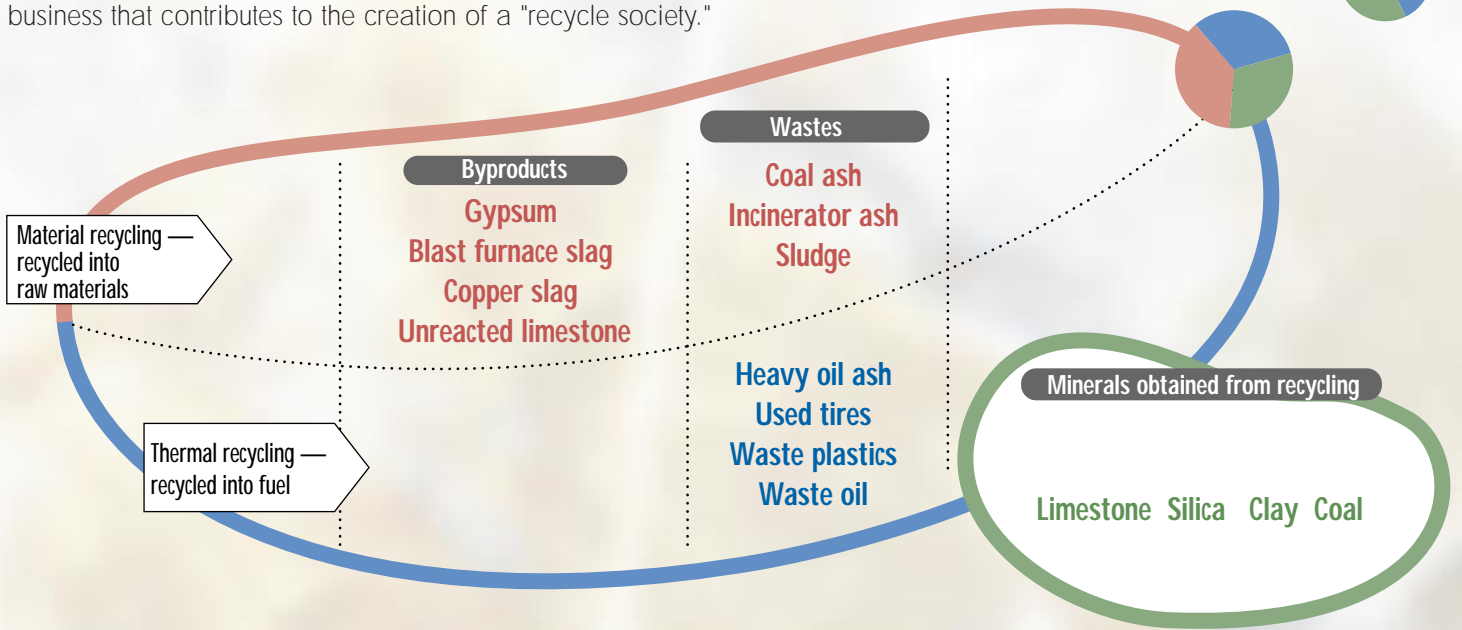 business that contributes to the creation of a "recycle society."
Wastes
Coal ash
Incinerator ash
Sludge
Byproducts
Gypsum
Blast furnace slag
Copper slag
Unreacted limestone
Material recycling —
recycled into
raw materials
Heavy oil ash
Used tires
Waste plastics
Waste oil
Thermal recycling —
recycled into fuel
Minerals obtained from recycling
Limestone Silica Clay Coal